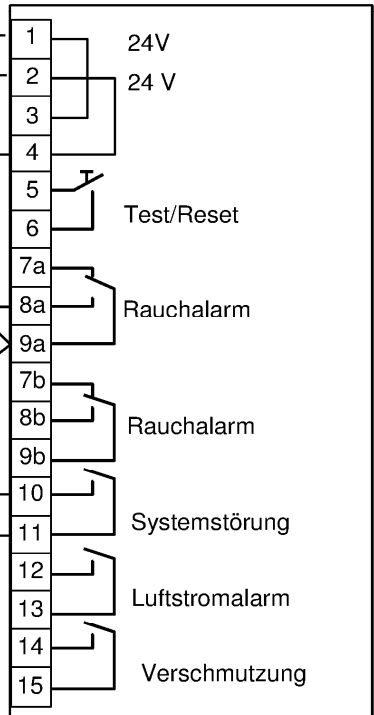 1 24V
2 24 V
3
4
5
6 Test/Reset
7a
8a Rauchalarm
9a
7b
8b Rauchalarm
9b
10
11 Systemstörung
12
13 Luftstromalarm
14
15 Verschmutzung